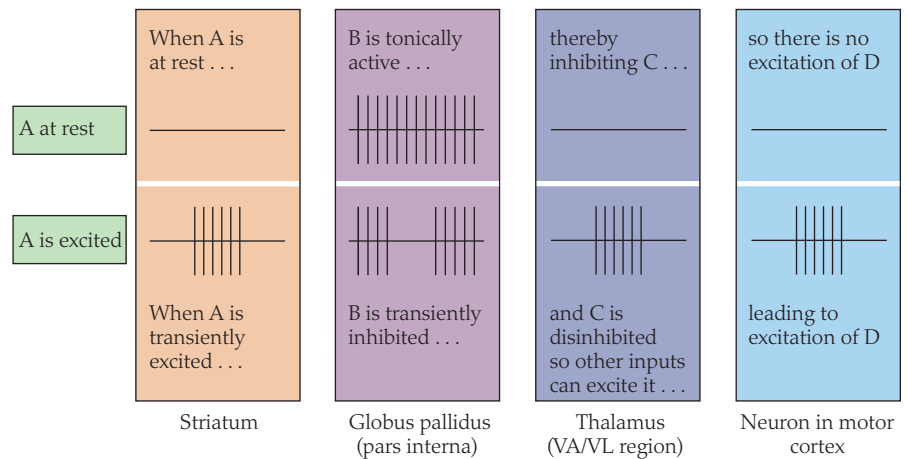 When A is
at rest . . .
B is tonically
active . . .
thereby
inhibiting C . . .
so there is no
excitation of D
A at rest
A is excited
When A is
transiently
excited . . .
B is transiently
inhibited . . .
and C is
disinhibited
so other inputs
can excite it . . .
leading to
excitation of D
Striatum
Globus pallidus
(pars interna)
Thalamus
(VA/VL region)
Neuron in motor
cortex